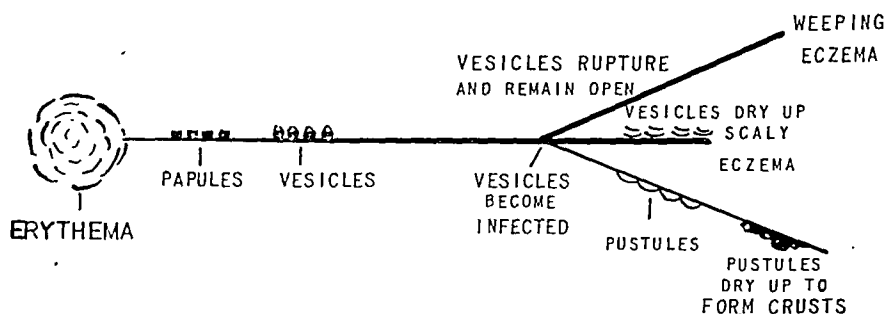 WEEPING
ECZEMA
VESICLES RUPTURE
AND REMAIN OPEN
VESICLES DRY UP
SCALY
ECZEMA
PAPULES
VESICLES
VESICLES
BECOME
INFECTED
ERYTHEMA
PUSTULES
PUSTULES
DRY UP TO
FORM CRUSTS